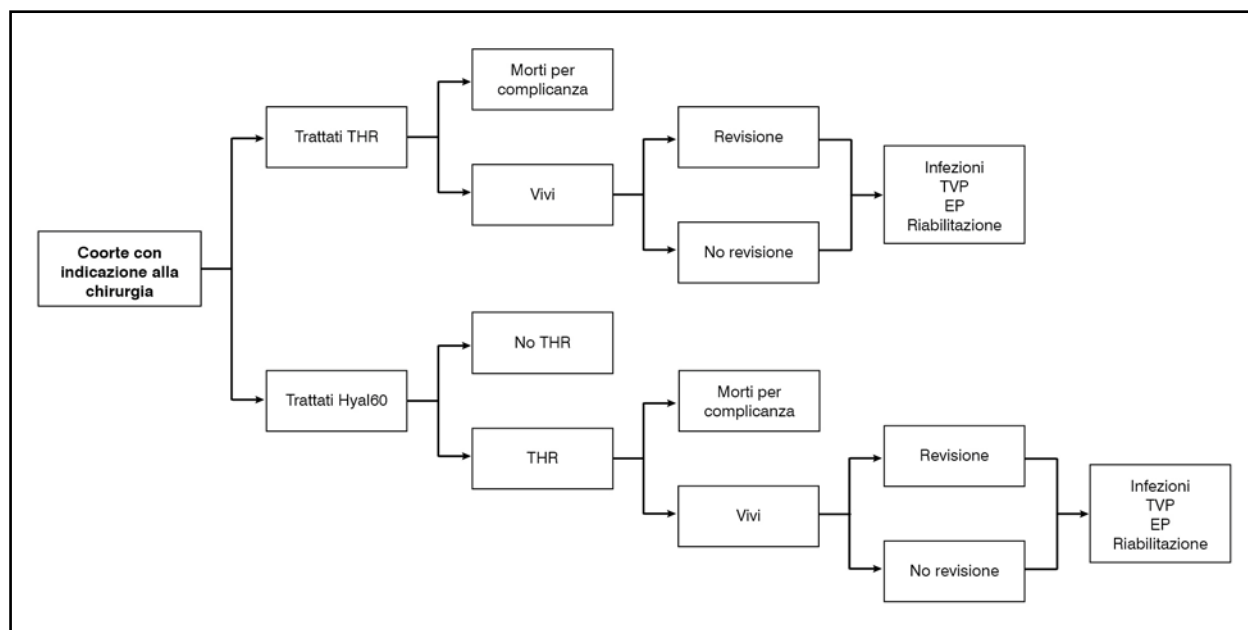 Morti per
complicanza
Trattati THR
Revisione
Vivi
Infezioni
TVP
EP
Riabilitazione
No revisione
Coorte con
indicazione alla
chirurgia
No THR
Trattati Hyal60
Morti per
complicanza
THR
Revisione
Vivi
Infezioni
TVP
EP
Riabilitazione
No revisione